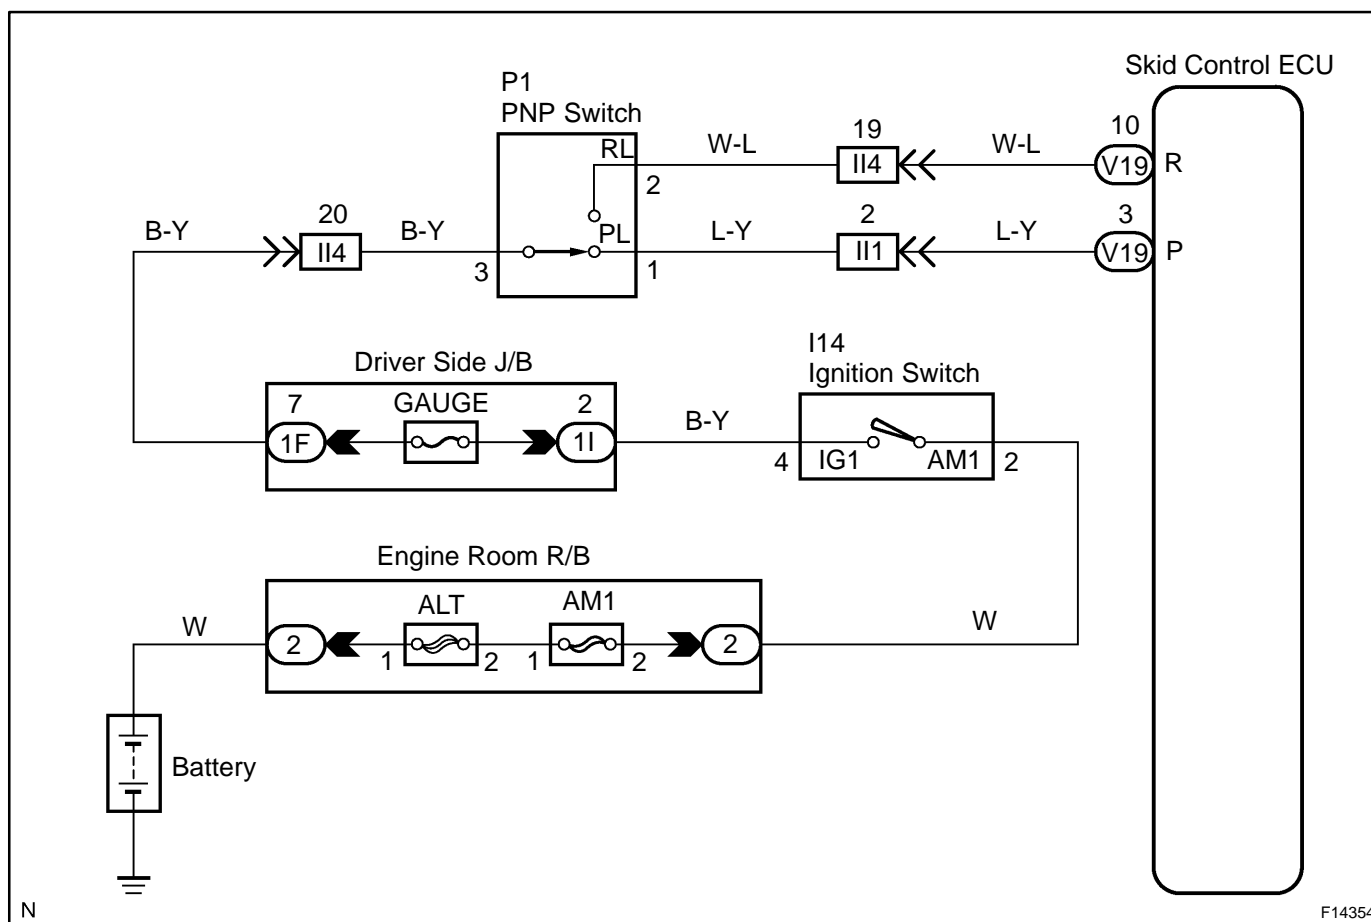 Skid Control ECU
P1
PNP Switch
RL
W-L
19
II4
W-L
10
V19
R
2
B-Y
20
II4
B-Y
3
PL
1
L-Y
2
II1
L-Y
3
V19
P
Driver Side J/B
7
1F
GAUGE
2
1I
B-Y
I14
Ignition Switch
4
IG1
AM1
2
Engine Room R/B
W
2
ALT
1
2
AM1
1
2
2
W
Battery
N
F14354